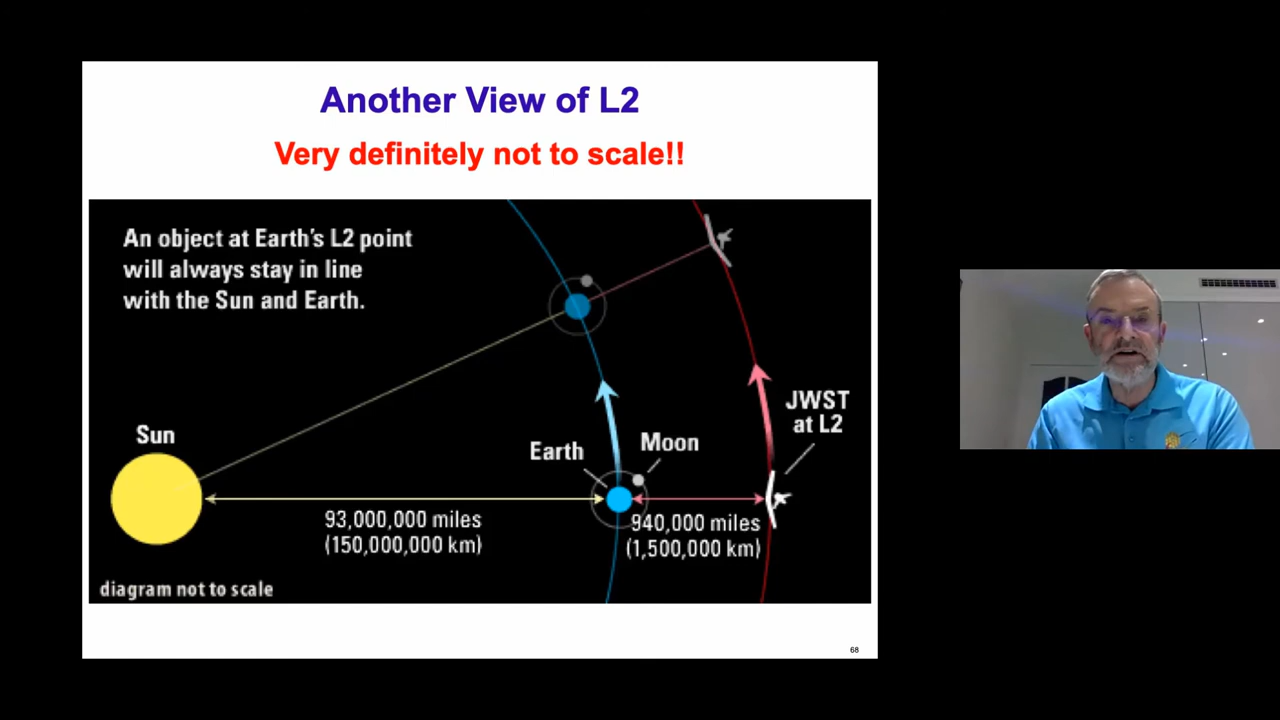 Another View of L2
Very definitely not to scale!!
An object at Earth's L2 point
will always stay in line
with the Sun and Earth.
JWST
at L2
Sun
Earth
Moon
93,000,000 miles
(150,000,000 km)
940,000 miles
(1,500,000 km)
diagram not to scale
68